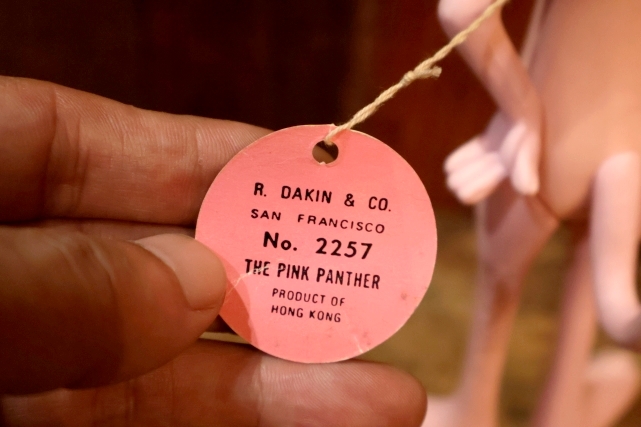 R. DAKIN & CO.
SAN FRANCISCO
No. 2257
THE PINK PANTHER
PRODUCT OF
HONG KONG